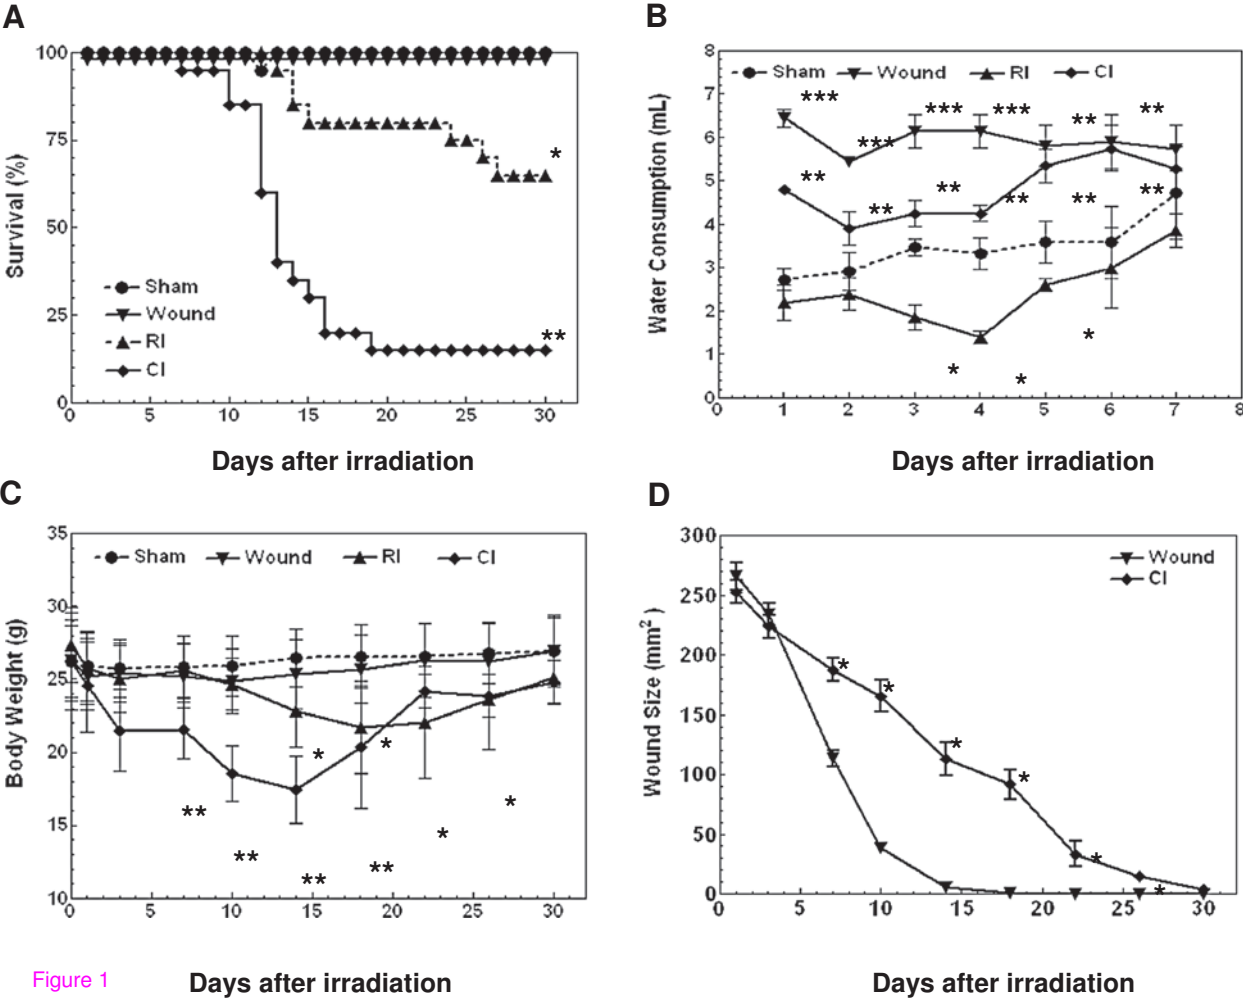 A
100
75
50
25
0
Survival (%)
Sham
Wound
RI
CI
*
**
0 5 10 15 20 25 30
Days after irradiation
B
8
7
6
5
4
3
2
1
0
Water Consumption (mL)
Sham Wound RI CI
*** *** *** *** ** **
** ** ** ** ** **
* * *
0 1 2 3 4 5 6 7 8
Days after irradiation
C
35
30
25
20
15
10
Body Weight (g)
Sham Wound RI CI
* *
** * *
** ** **
0 5 10 15 20 25 30
Days after irradiation
D
300
250
200
150
100
50
0
Wound Size (mm²)
Wound
CI
* * * * * *
0 5 10 15 20 25 30
Days after irradiation
Figure 1